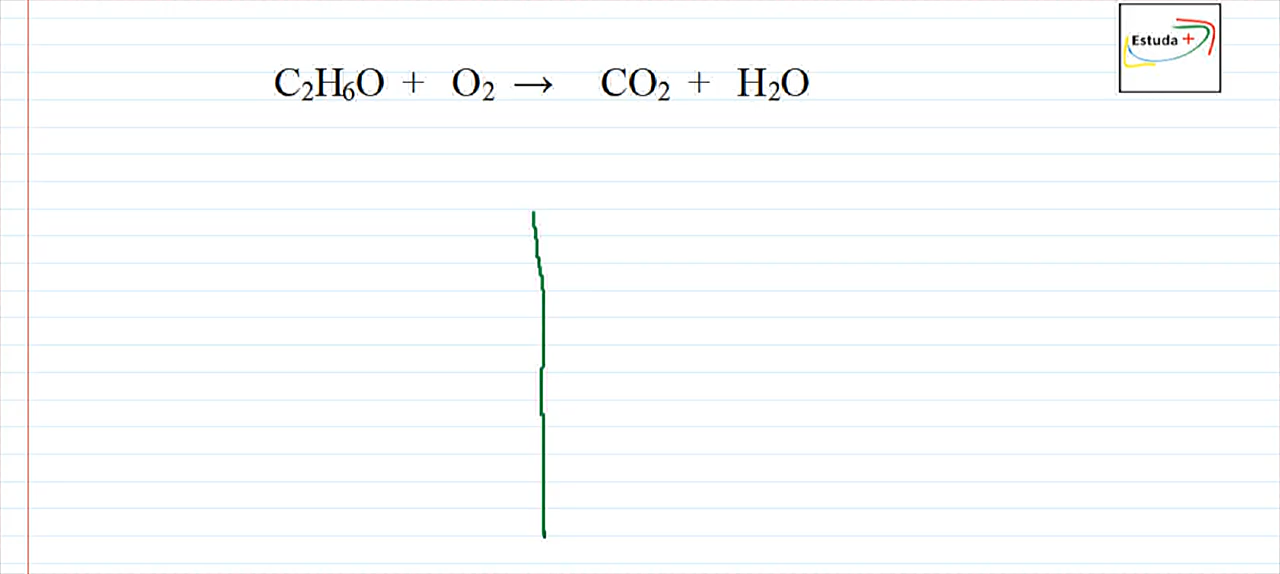 Estuda +
C₂H₆O + O₂ → CO₂ + H₂O